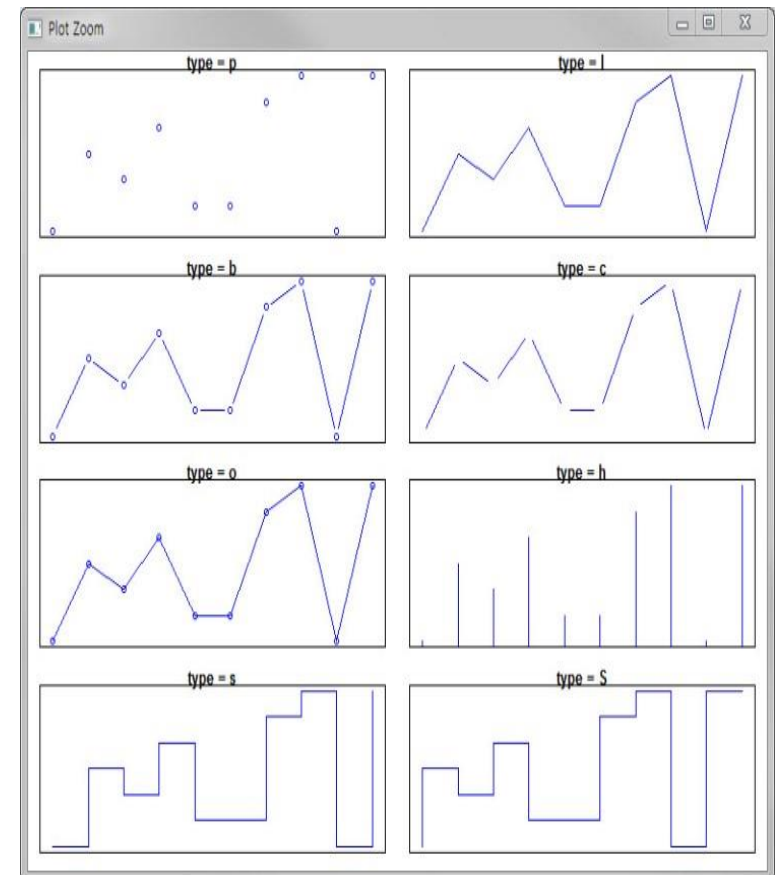 Plot Zoom
type = p
type = l
type = b
type = c
type = o
type = h
type = s
type = S